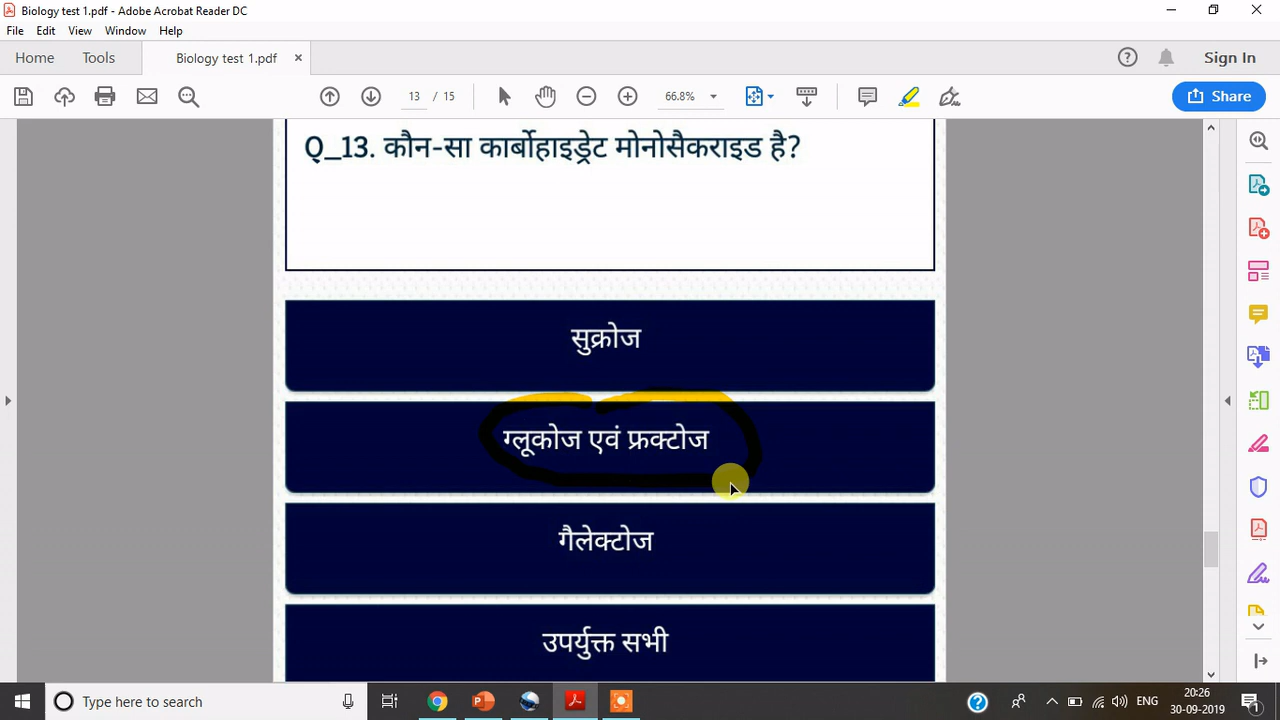 Biology test 1.pdf - Adobe Acrobat Reader DC
File Edit View Window Help
Home Tools Biology test 1.pdf × Sign In
13 / 15 66.8% Share
Q_13. कौन-सा कार्बोहाइड्रेट मोनोसैकराइड है?
सुक्रोज
ग्लूकोज एवं फ्रक्टोज
गैलेक्टोज
उपर्युक्त सभी
Type here to search
ENG
20:26
30-09-2019